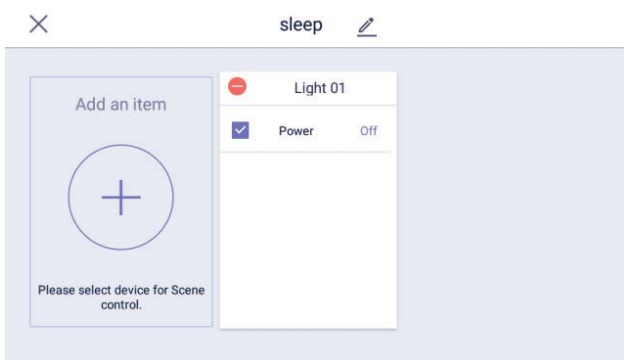 sleep
Add an item
Please select device for Scene
control.
Light 01
Power Off